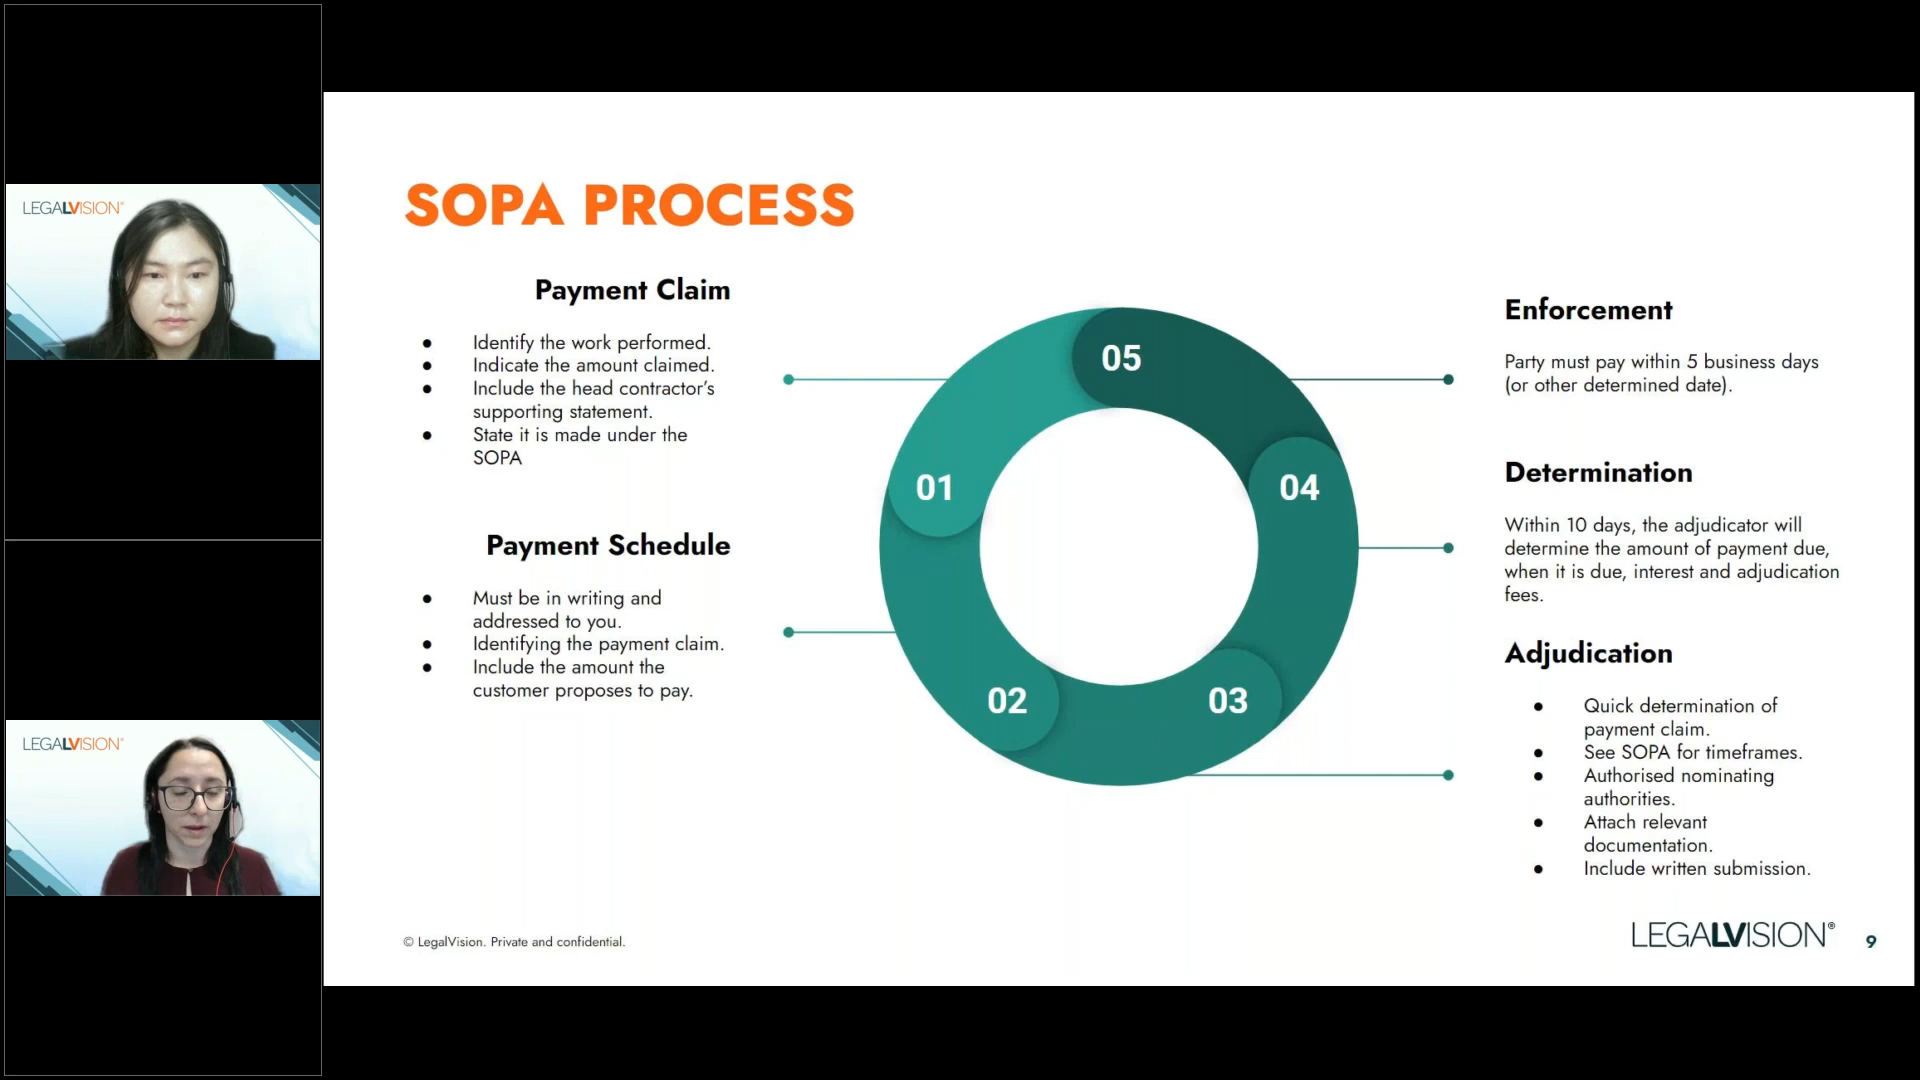 LEGALVISION®
LEGALVISION®
SOPA PROCESS
Payment Claim
● Identify the work performed.
● Indicate the amount claimed.
● Include the head contractor’s
supporting statement.
● State it is made under the
SOPA
Payment Schedule
● Must be in writing and
addressed to you.
● Identifying the payment claim.
● Include the amount the
customer proposes to pay.
01
02
03
04
05
Enforcement
Party must pay within 5 business days
(or other determined date).
Determination
Within 10 days, the adjudicator will
determine the amount of payment due,
when it is due, interest and adjudication
fees.
Adjudication
● Quick determination of
payment claim.
● See SOPA for timeframes.
● Authorised nominating
authorities.
● Attach relevant
documentation.
● Include written submission.
© LegalVision. Private and confidential.
LEGALVISION®
9